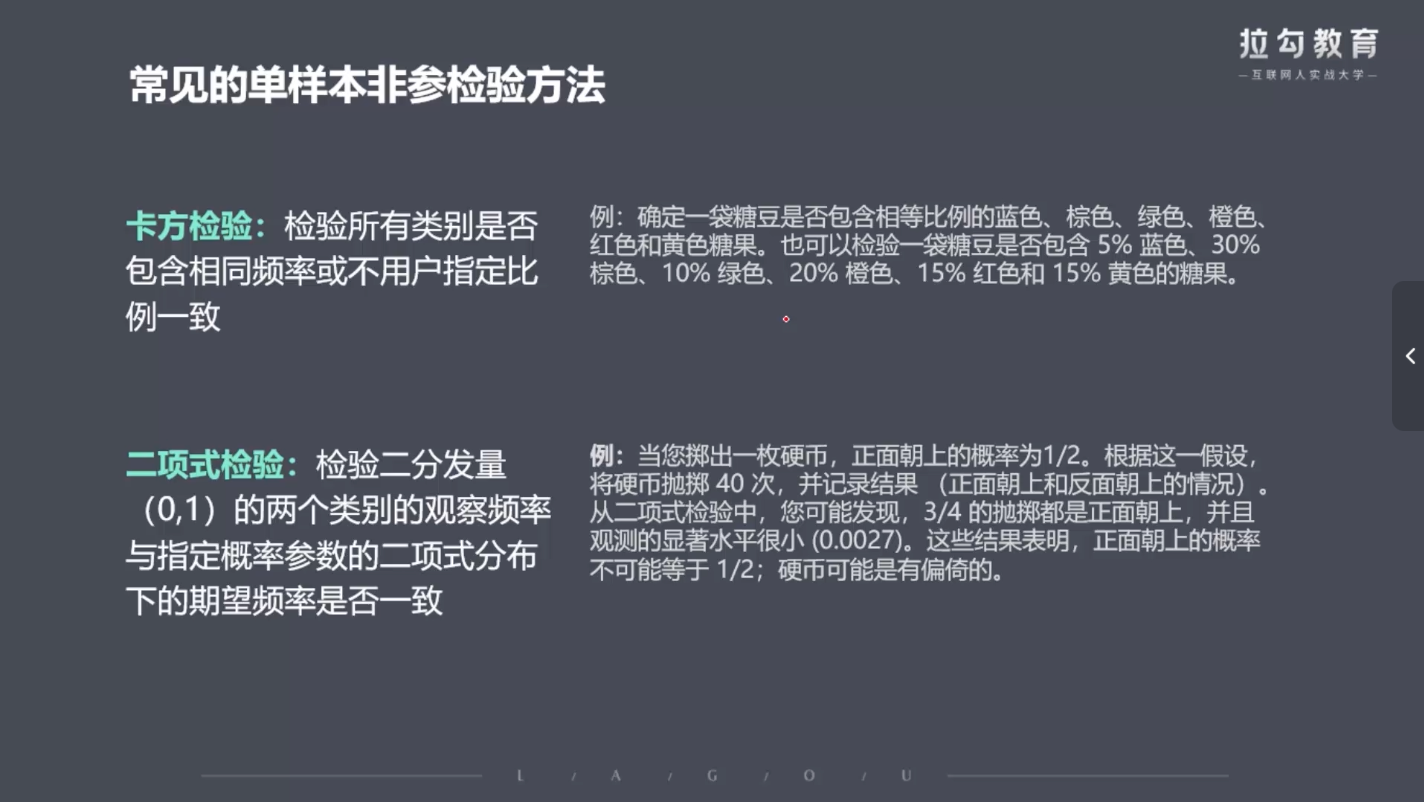 拉勾教育
—互联网人实战大学—
常见的单样本非参检验方法
卡方检验：检验所有类别是否
包含相同频率或不用户指定比
例一致
例：确定一袋糖豆是否包含相等比例的蓝色、棕色、绿色、橙色、
红色和黄色糖果。也可以检验一袋糖豆是否包含 5% 蓝色、30%
棕色、10% 绿色、20% 橙色、15% 红色和 15% 黄色的糖果。
二项式检验：检验二分发量
（0,1）的两个类别的观察频率
与指定概率参数的二项式分布
下的期望频率是否一致
例：当您掷出一枚硬币，正面朝上的概率为1/2。根据这一假设，
将硬币抛掷 40 次，并记录结果 （正面朝上和反面朝上的情况）。
从二项式检验中，您可能发现，3/4 的抛掷都是正面朝上，并且
观测的显著水平很小 (0.0027)。这些结果表明，正面朝上的概率
不可能等于 1/2；硬币可能是有偏倚的。
L / A / G / O / U